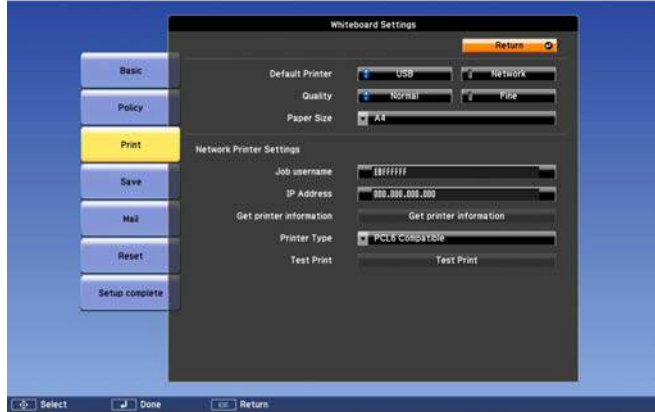 Whiteboard Settings
Return
Basic
Policy
Print
Save
Mail
Reset
Setup complete
Default Printer USB Network
Quality Normal Fine
Paper Size A4
Network Printer Settings
Job username EBFFFFFF
IP Address 000.000.000.000
Get printer information Get printer information
Printer Type PCL6 Compatible
Test Print Test Print
Select Done Esc Return